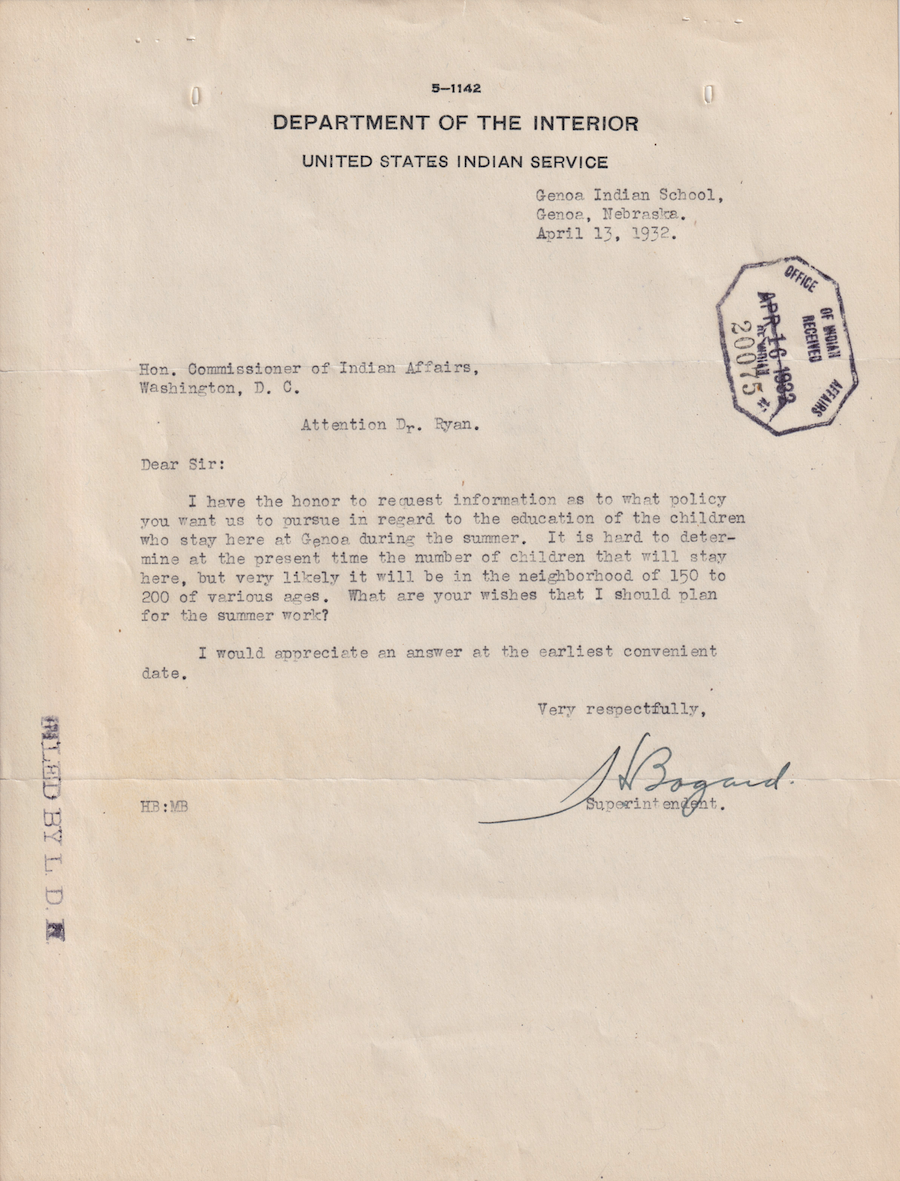 5—1142
DEPARTMENT OF THE INTERIOR
UNITED STATES INDIAN SERVICE
Genoa Indian School,
Genoa, Nebraska.
April 13, 1932.
OFFICE OF INDIAN AFFAIRS
RECEIVED
APR 16 1932
20075
Hon. Commissioner of Indian Affairs,
Washington, D. C.
Attention Dr. Ryan.
Dear Sir:
I have the honor to request information as to what policy
you want us to pursue in regard to the education of the children
who stay here at Genoa during the summer. It is hard to deter-
mine at the present time the number of children that will stay
here, but very likely it will be in the neighborhood of 150 to
200 of various ages. What are your wishes that I should plan
for the summer work?
I would appreciate an answer at the earliest convenient
date.
Very respectfully,
Bogard.
Superintendent.
HB:MB
FILED BY L. D.